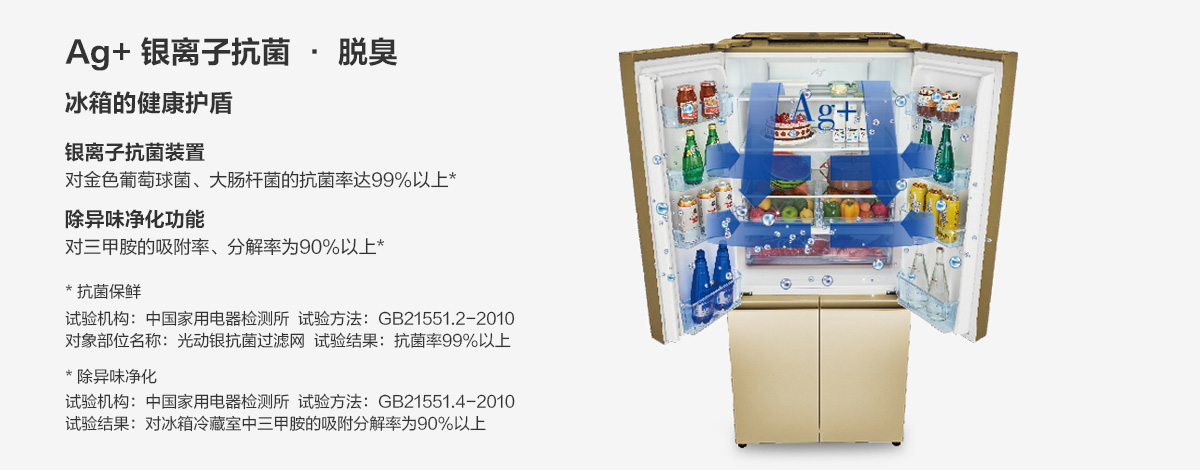 Ag+ 银离子抗菌 · 脱臭
冰箱的健康护盾
银离子抗菌装置
对金色葡萄球菌、大肠杆菌的抗菌率达99%以上*
除异味净化功能
对三甲胺的吸附率、分解率为90%以上*
* 抗菌保鲜
试验机构：中国家用电器检测所 试验方法：GB21551.2-2010
对象部位名称：光动银抗菌过滤网 试验结果：抗菌率99%以上
* 除异味净化
试验机构：中国家用电器检测所 试验方法：GB21551.4-2010
试验结果：对冰箱冷藏室中三甲胺的吸附分解率为90%以上
Ag+